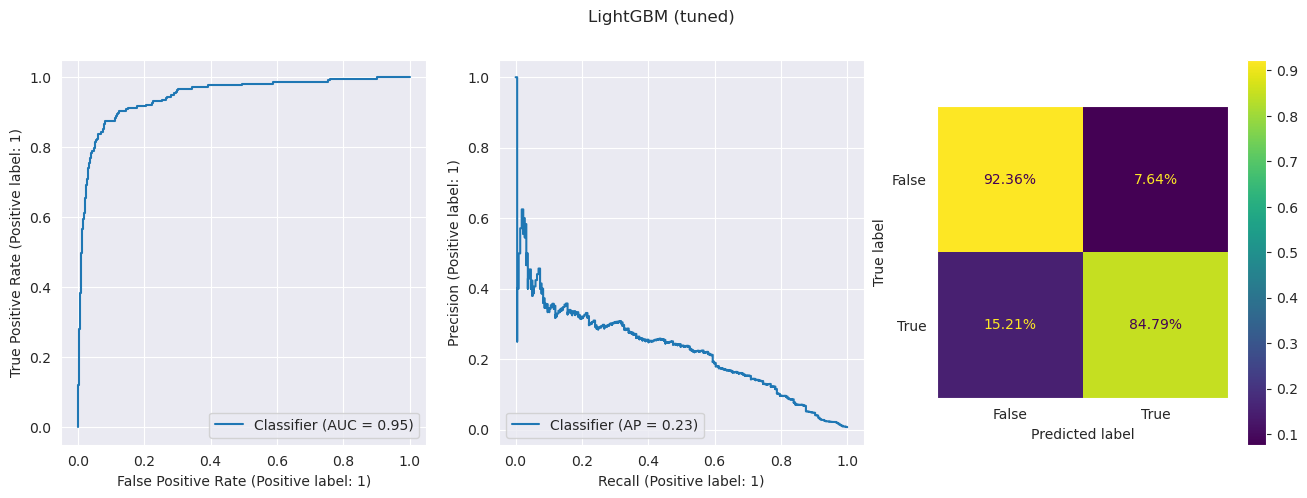 LightGBM (tuned)
True Positive Rate (Positive label: 1)
1.0
0.8
0.6
0.4
0.2
0.0
Classifier (AUC = 0.95)
0.0 0.2 0.4 0.6 0.8 1.0
False Positive Rate (Positive label: 1)
Precision (Positive label: 1)
1.0
0.8
0.6
0.4
0.2
0.0
Classifier (AP = 0.23)
0.0 0.2 0.4 0.6 0.8 1.0
Recall (Positive label: 1)
True label
False 92.36% 7.64%
True 15.21% 84.79%
False True
Predicted label
0.9
0.8
0.7
0.6
0.5
0.4
0.3
0.2
0.1